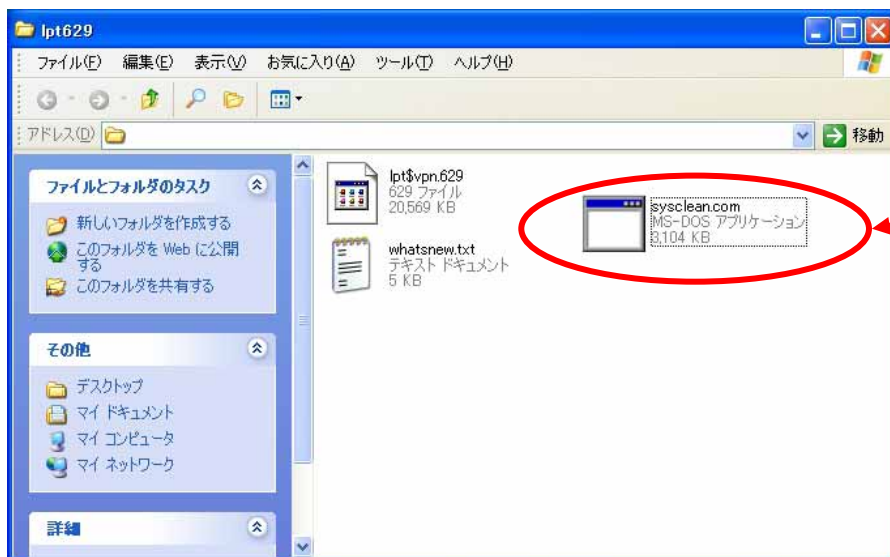 lpt629
ファイル(F) 編集(E) 表示(V) お気に入り(A) ツール(T) ヘルプ(H)
アドレス(D) 移動
ファイルとフォルダのタスク
新しいフォルダを作成する
このフォルダを Web に公開
する
このフォルダを共有する
その他
デスクトップ
マイ ドキュメント
マイ コンピュータ
マイ ネットワーク
詳細
lpt$vpn.629
629 ファイル
20,569 KB
sysclean.com
MS-DOS アプリケーション
3,104 KB
whatsnew.txt
テキスト ドキュメント
5 KB